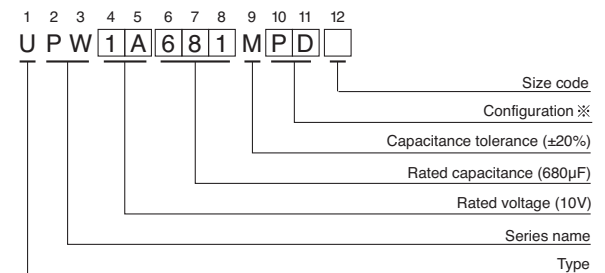 1 2 3 4 5 6 7 8 9 10 11 12
U P W 1 A 6 8 1 M P D
Size code
Configuration ※
Capacitance tolerance (±20%)
Rated capacitance (680µF)
Rated voltage (10V)
Series name
Type